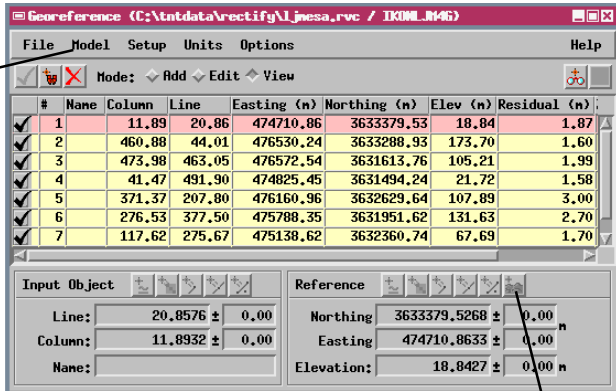 Georeference (C:\tntdata\rectify\ljmesa.rvc / IKONLJM4G)
File Model Setup Units Options Help
Mode: Add Edit View
# Name Column Line Easting (m) Northing (m) Elev (m) Residual (m)
1 11.89 20.86 474710.86 3633379.53 18.84 1.87
2 460.88 44.01 476530.24 3633288.93 173.70 1.60
3 473.98 463.05 476572.54 3631613.76 105.21 1.99
4 41.47 491.90 474825.45 3631494.24 21.72 1.58
5 371.37 207.80 476160.96 3632629.64 107.89 3.00
6 276.53 377.50 475788.35 3631951.62 131.63 2.70
7 117.62 275.67 475138.62 3632360.74 67.69 1.70
Input Object Reference
Line: 20.8576 ± 0.00 Northing 3633379.5268 ± 0.00 m
Column: 11.8932 ± 0.00 Easting 474710.8633 ± 0.00
Name: Elevation: 18.8427 ± 0.00 m